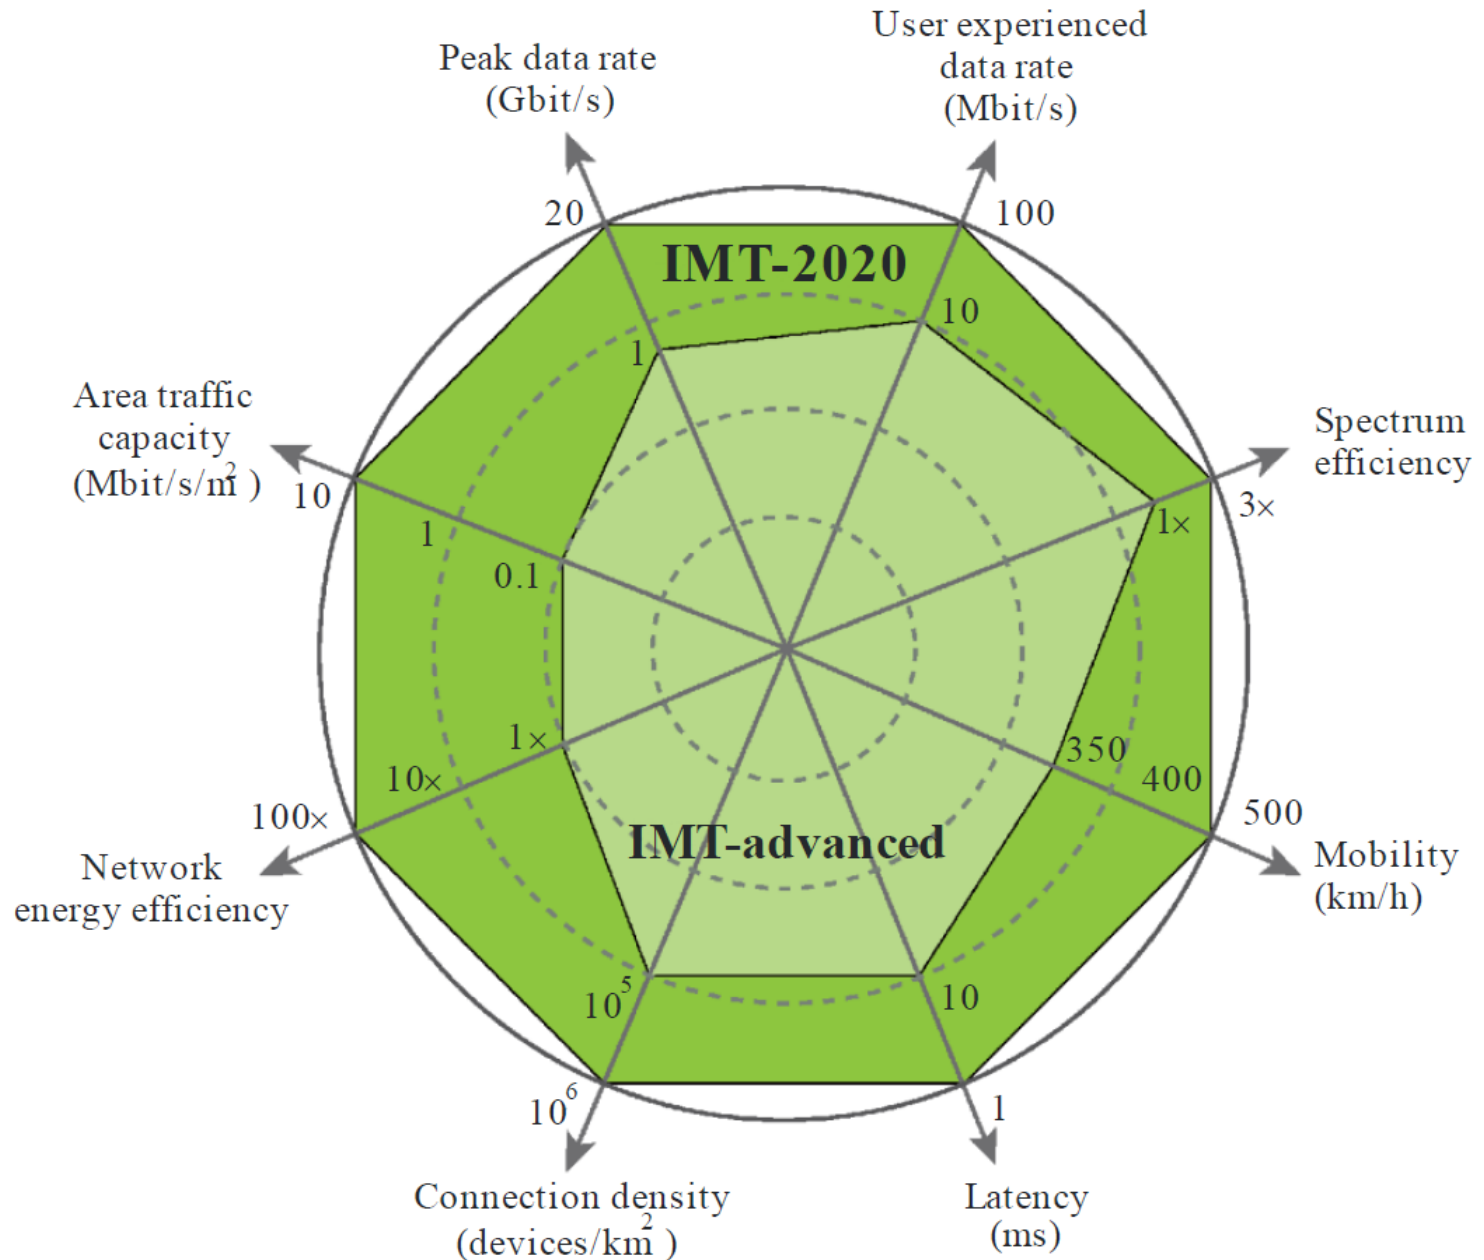 User experienced
data rate
(Mbit/s)
Peak data rate
(Gbit/s)
20
100
IMT-2020
10
1
Area traffic
capacity
(Mbit/s/m²)
10
1
0.1
Spectrum
efficiency
3×
1×
1×
10×
100×
Network
energy efficiency
350
400
500
Mobility
(km/h)
IMT-advanced
10⁵
10
10⁶
1
Connection density
(devices/km²)
Latency
(ms)